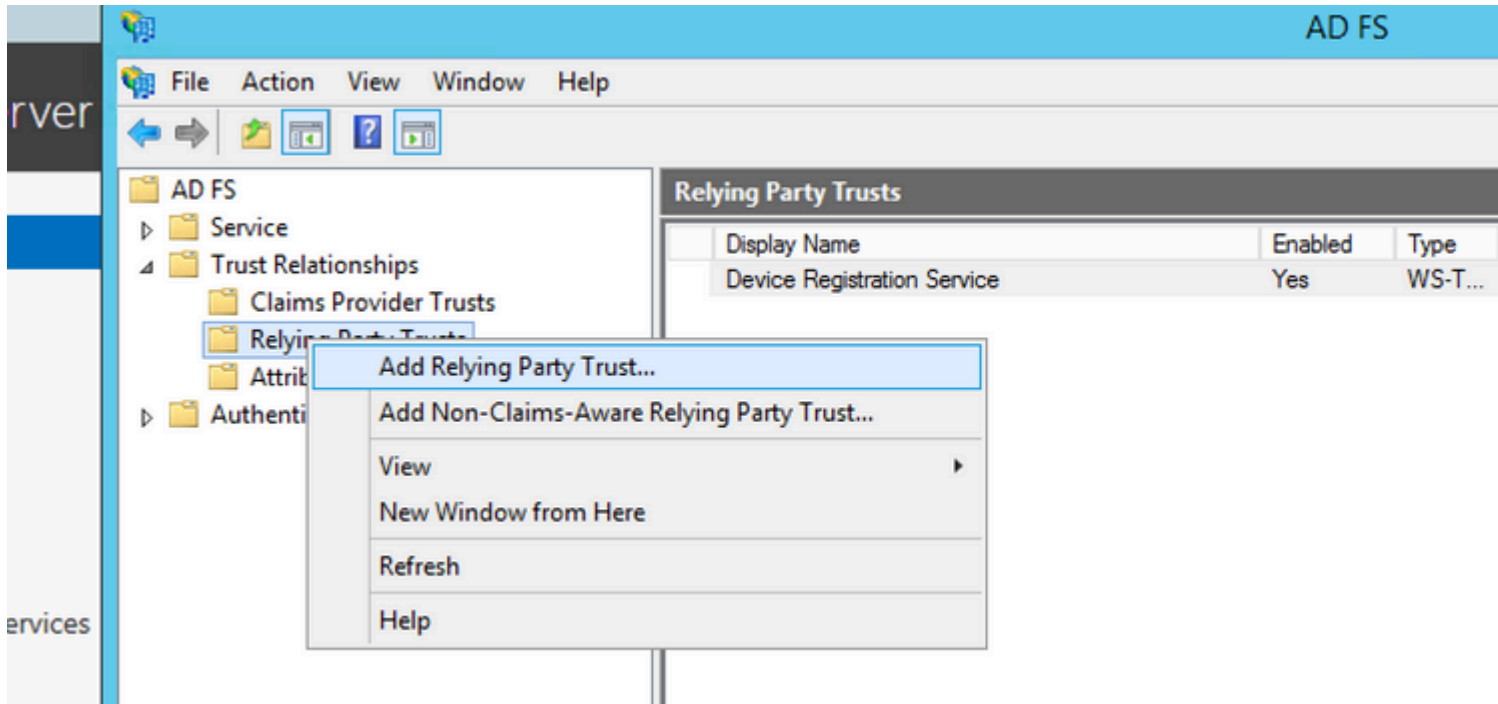 AD FS
File Action View Window Help
rver
AD FS
Relying Party Trusts
Service
Display Name Enabled Type
Trust Relationships
Device Registration Service Yes WS-T...
Claims Provider Trusts
Relying Party Trusts
Add Relying Party Trust...
Attrib
Add Non-Claims-Aware Relying Party Trust...
Authenti
View
New Window from Here
Refresh
Help
ervices